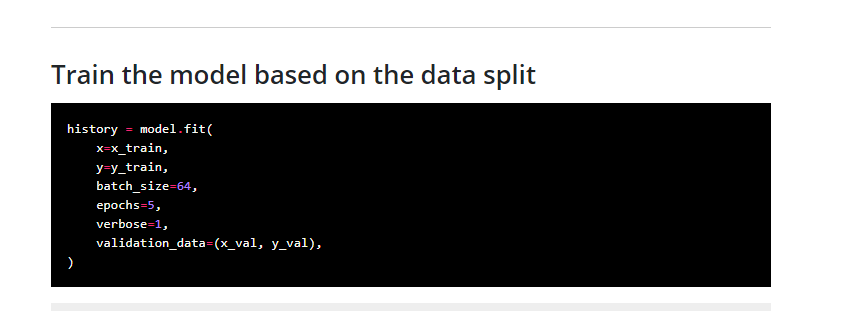 Train the model based on the data split
history = model.fit(
    x=x_train,
    y=y_train,
    batch_size=64,
    epochs=5,
    verbose=1,
    validation_data=(x_val, y_val),
)